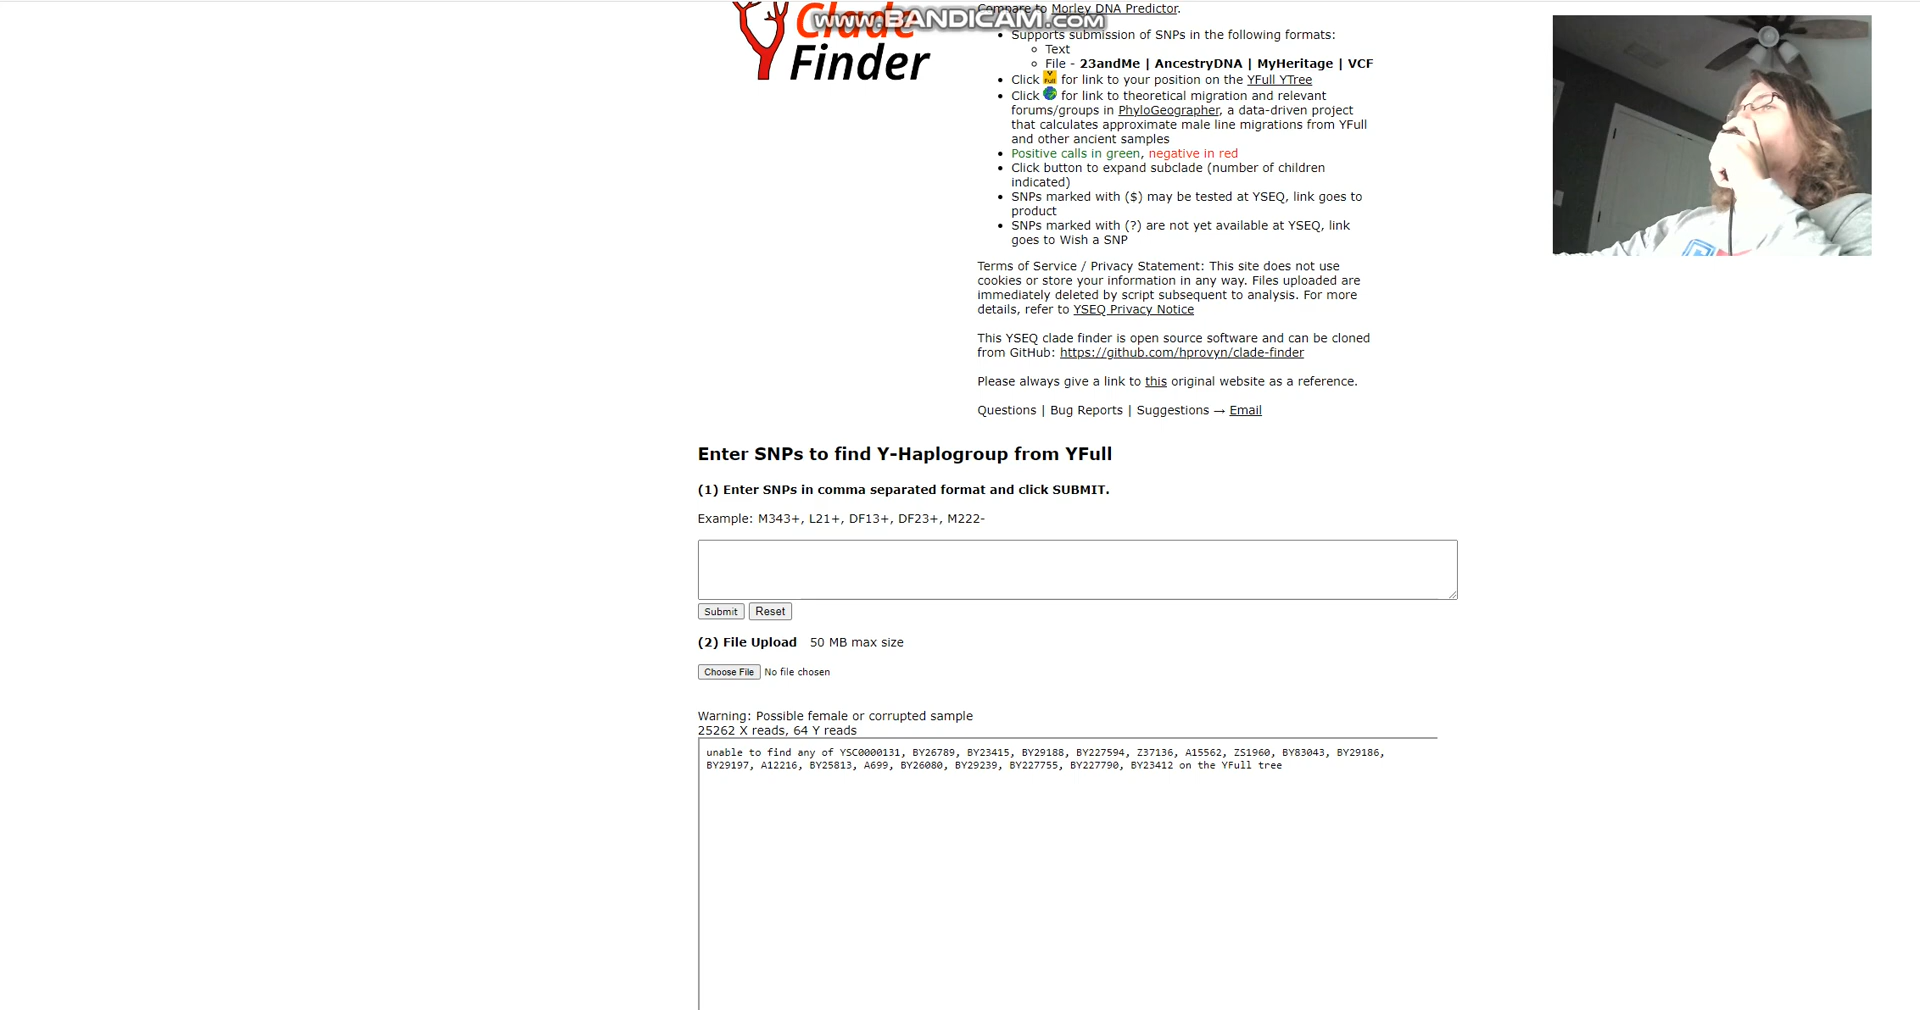 Clade
Finder
www.BANDICAM.com
Compare to Morley DNA Predictor.
Supports submission of SNPs in the following formats:
Text
File - 23andMe | AncestryDNA | MyHeritage | VCF
Click for link to your position on the YFull YTree
Click for link to theoretical migration and relevant
forums/groups in PhyloGeographer, a data-driven project
that calculates approximate male line migrations from YFull
and other ancient samples
Positive calls in green, negative in red
Click button to expand subclade (number of children
indicated)
SNPs marked with ($) may be tested at YSEQ, link goes to
product
SNPs marked with (?) are not yet available at YSEQ, link
goes to Wish a SNP
Terms of Service / Privacy Statement: This site does not use
cookies or store your information in any way. Files uploaded are
immediately deleted by script subsequent to analysis. For more
details, refer to YSEQ Privacy Notice
This YSEQ clade finder is open source software and can be cloned
from GitHub: https://github.com/hprovyn/clade-finder
Please always give a link to this original website as a reference.
Questions | Bug Reports | Suggestions → Email
Enter SNPs to find Y-Haplogroup from YFull
(1) Enter SNPs in comma separated format and click SUBMIT.
Example: M343+, L21+, DF13+, DF23+, M222-
Submit Reset
(2) File Upload 50 MB max size
Choose File No file chosen
Warning: Possible female or corrupted sample
25262 X reads, 64 Y reads
unable to find any of YSC0000131, BY26789, BY23415, BY29188, BY227594, Z37136, A15562, ZS1960, BY83043, BY29186,
BY29197, A12216, BY25813, A699, BY26080, BY29239, BY227755, BY227790, BY23412 on the YFull tree